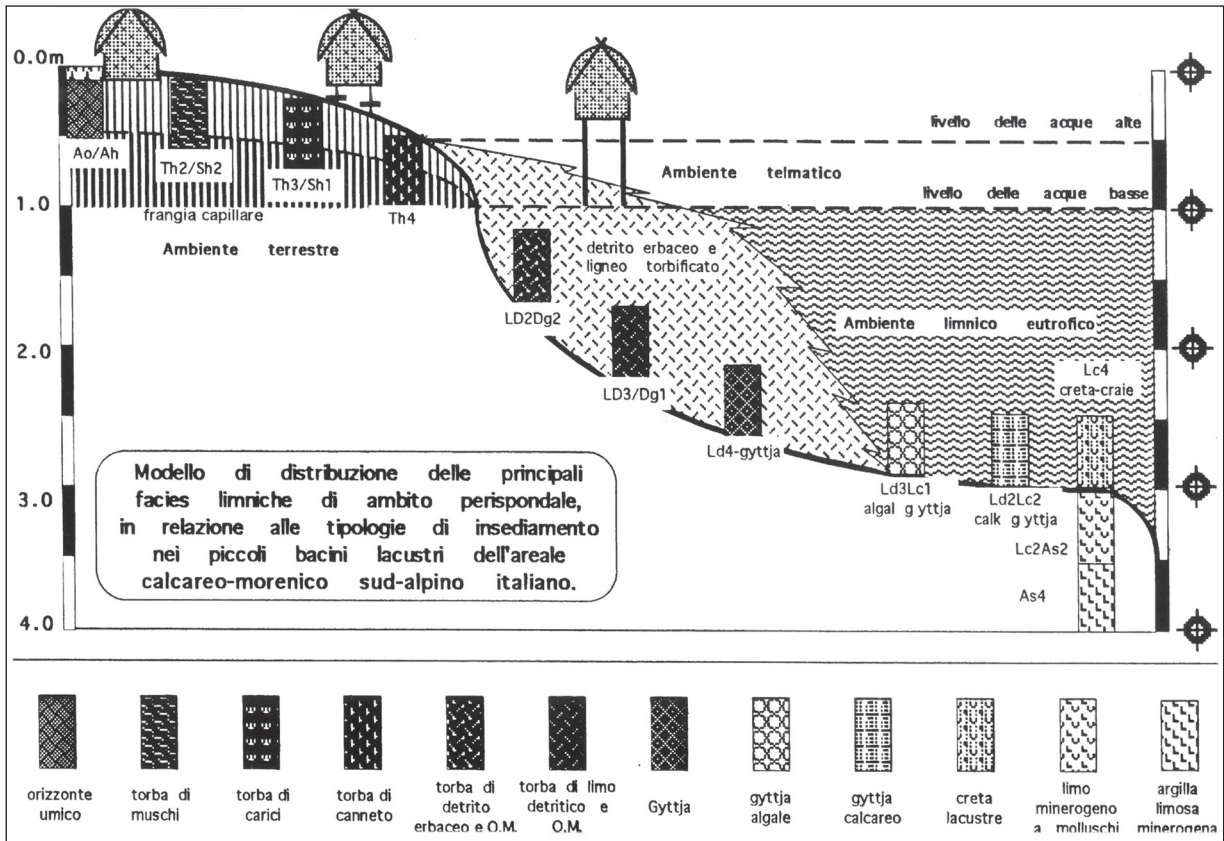 0.0m
livello delle acque alte
Ao/Ah
Th2/Sh2
Th3/Sh1
Ambiente telmatico
livello delle acque basse
1.0
frangia capillare
Th4
Ambiente terrestre
detrito erbaceo e
ligneo torbificato
LD2Dg2
Ambiente limnico eutrofico
2.0
Lc4
creta-craie
LD3/Dg1
Ld4-gyttja
Modello di distribuzione delle principali
facies limniche di ambito perispondale,
in relazione alle tipologie di insediamento
nei piccoli bacini lacustri dell'areale
calcareo-morenico sud-alpino italiano.
3.0
Ld3Lc1
algal g yttja
Ld2Lc2
calk g yttja
Lc2As2
As4
4.0
orizzonte
umico
torba di
muschi
torba di
carici
torba di
canneto
torba di
detrito
erbaceo e O.M.
torba di limo
detritico e
O.M.
Gyttja
gyttja
algale
gyttja
calcareo
creta
lacustre
limo
minerogeno
a molluschi
argilla
limosa
minerogena